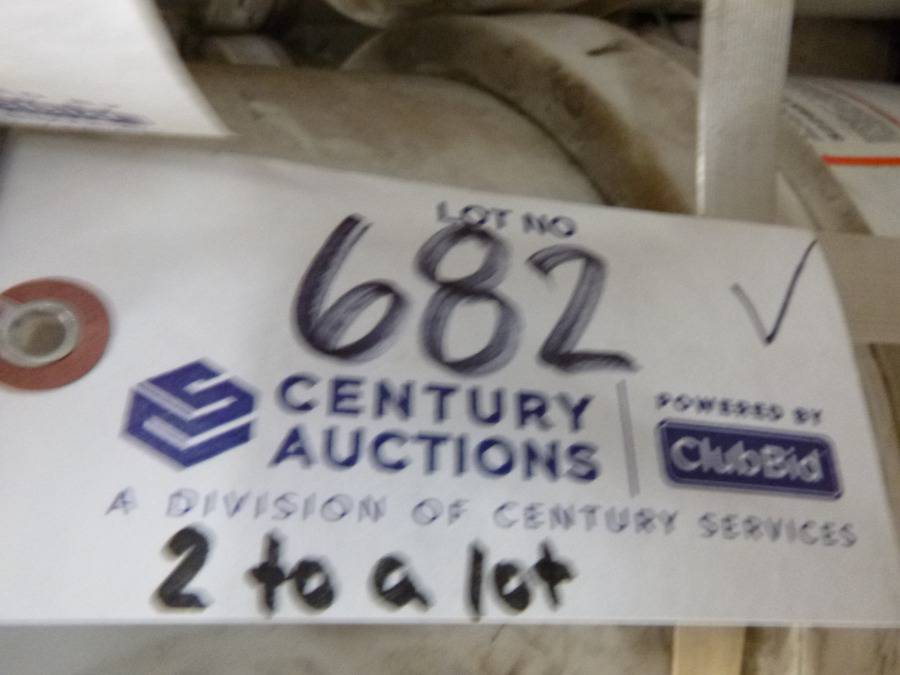 LOT NO
682
CENTURY
AUCTIONS
POWERED BY
ClubBid
A DIVISION OF CENTURY SERVICES
2 to a lot